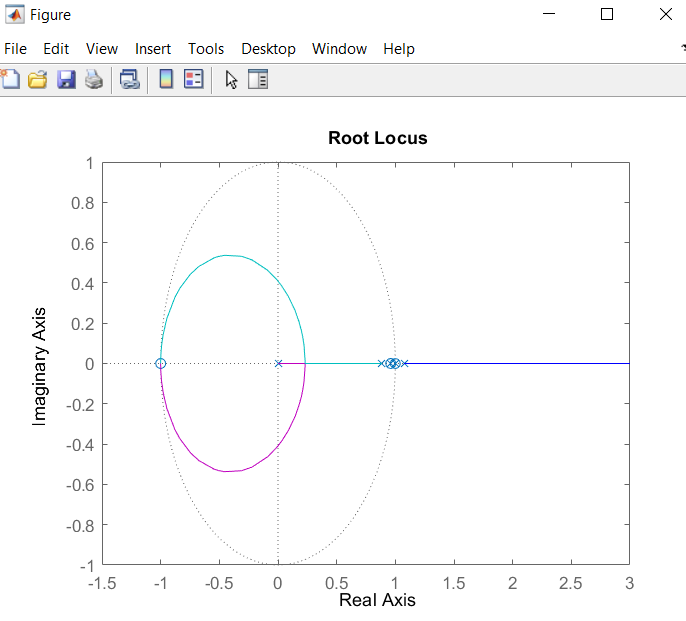 Figure
File Edit View Insert Tools Desktop Window Help
Root Locus
1
0.8
0.6
0.4
0.2
0
-0.2
-0.4
-0.6
-0.8
-1
Imaginary Axis
-1.5 -1 -0.5 0 0.5 1 1.5 2 2.5 3
Real Axis